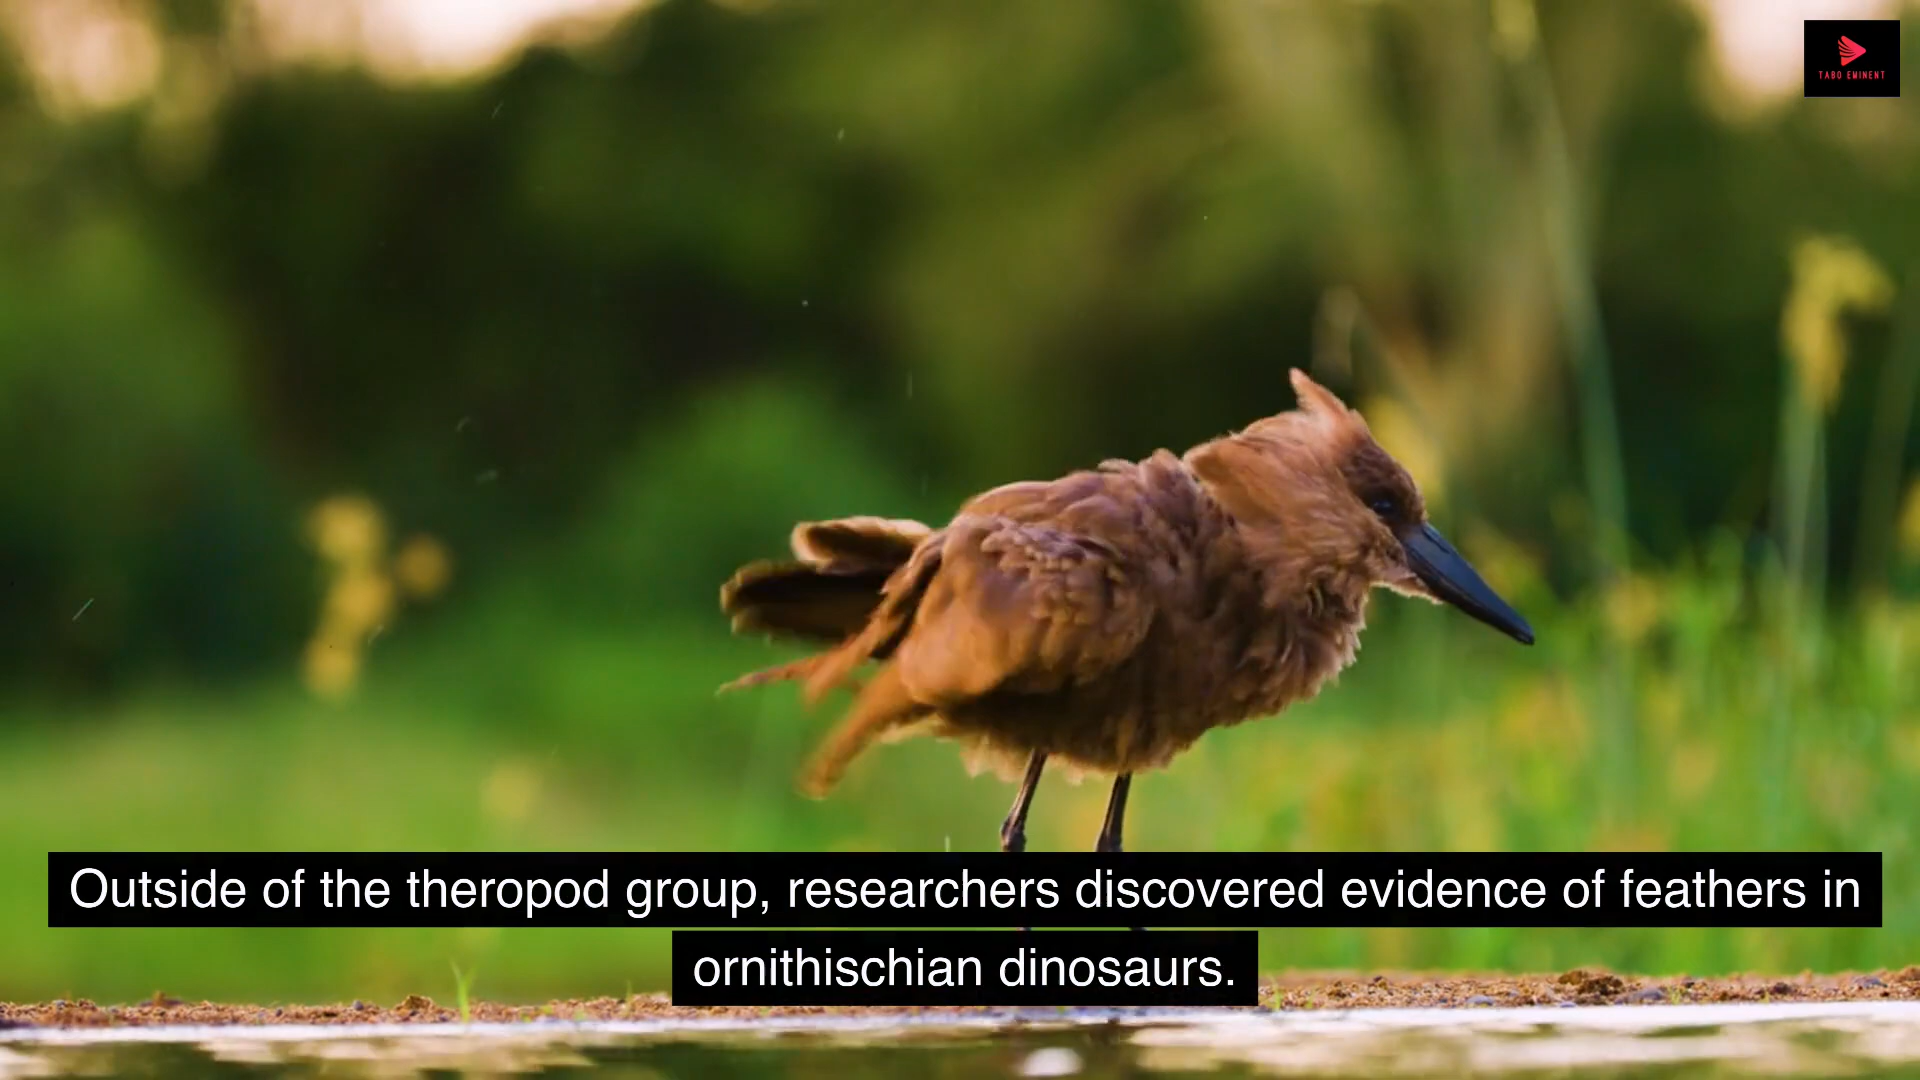 TABO EMINENT
Outside of the theropod group, researchers discovered evidence of feathers in
ornithischian dinosaurs.